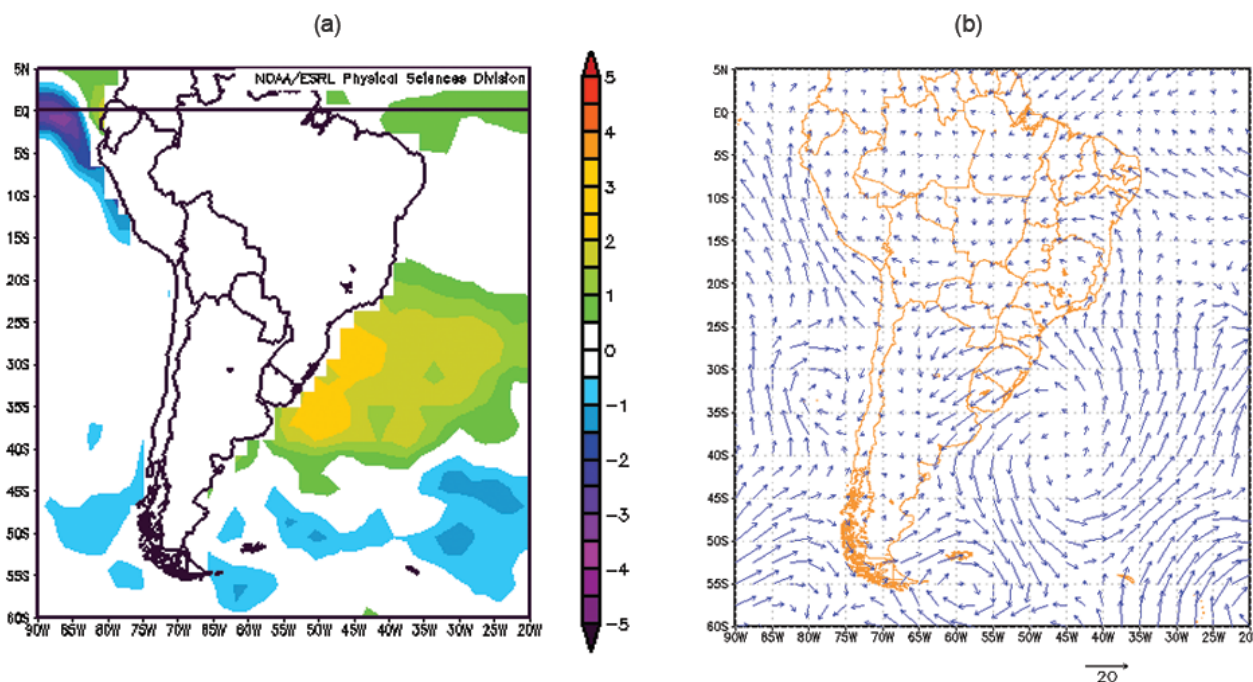 (a)
(b)
NOAA/ESRL Physical Sciences Division
5N
EQ
5S
10S
15S
20S
25S
30S
35S
40S
45S
50S
55S
60S
90W 85W 80W 75W 70W 65W 60W 55W 50W 45W 40W 35W 30W 25W 20W
5
4
3
2
1
0
-1
-2
-3
-4
-5
5N
EQ
5S
10S
15S
20S
25S
30S
35S
40S
45S
50S
55S
60S
90W 85W 80W 75W 70W 65W 60W 55W 50W 45W 40W 35W 30W 25W 20
20